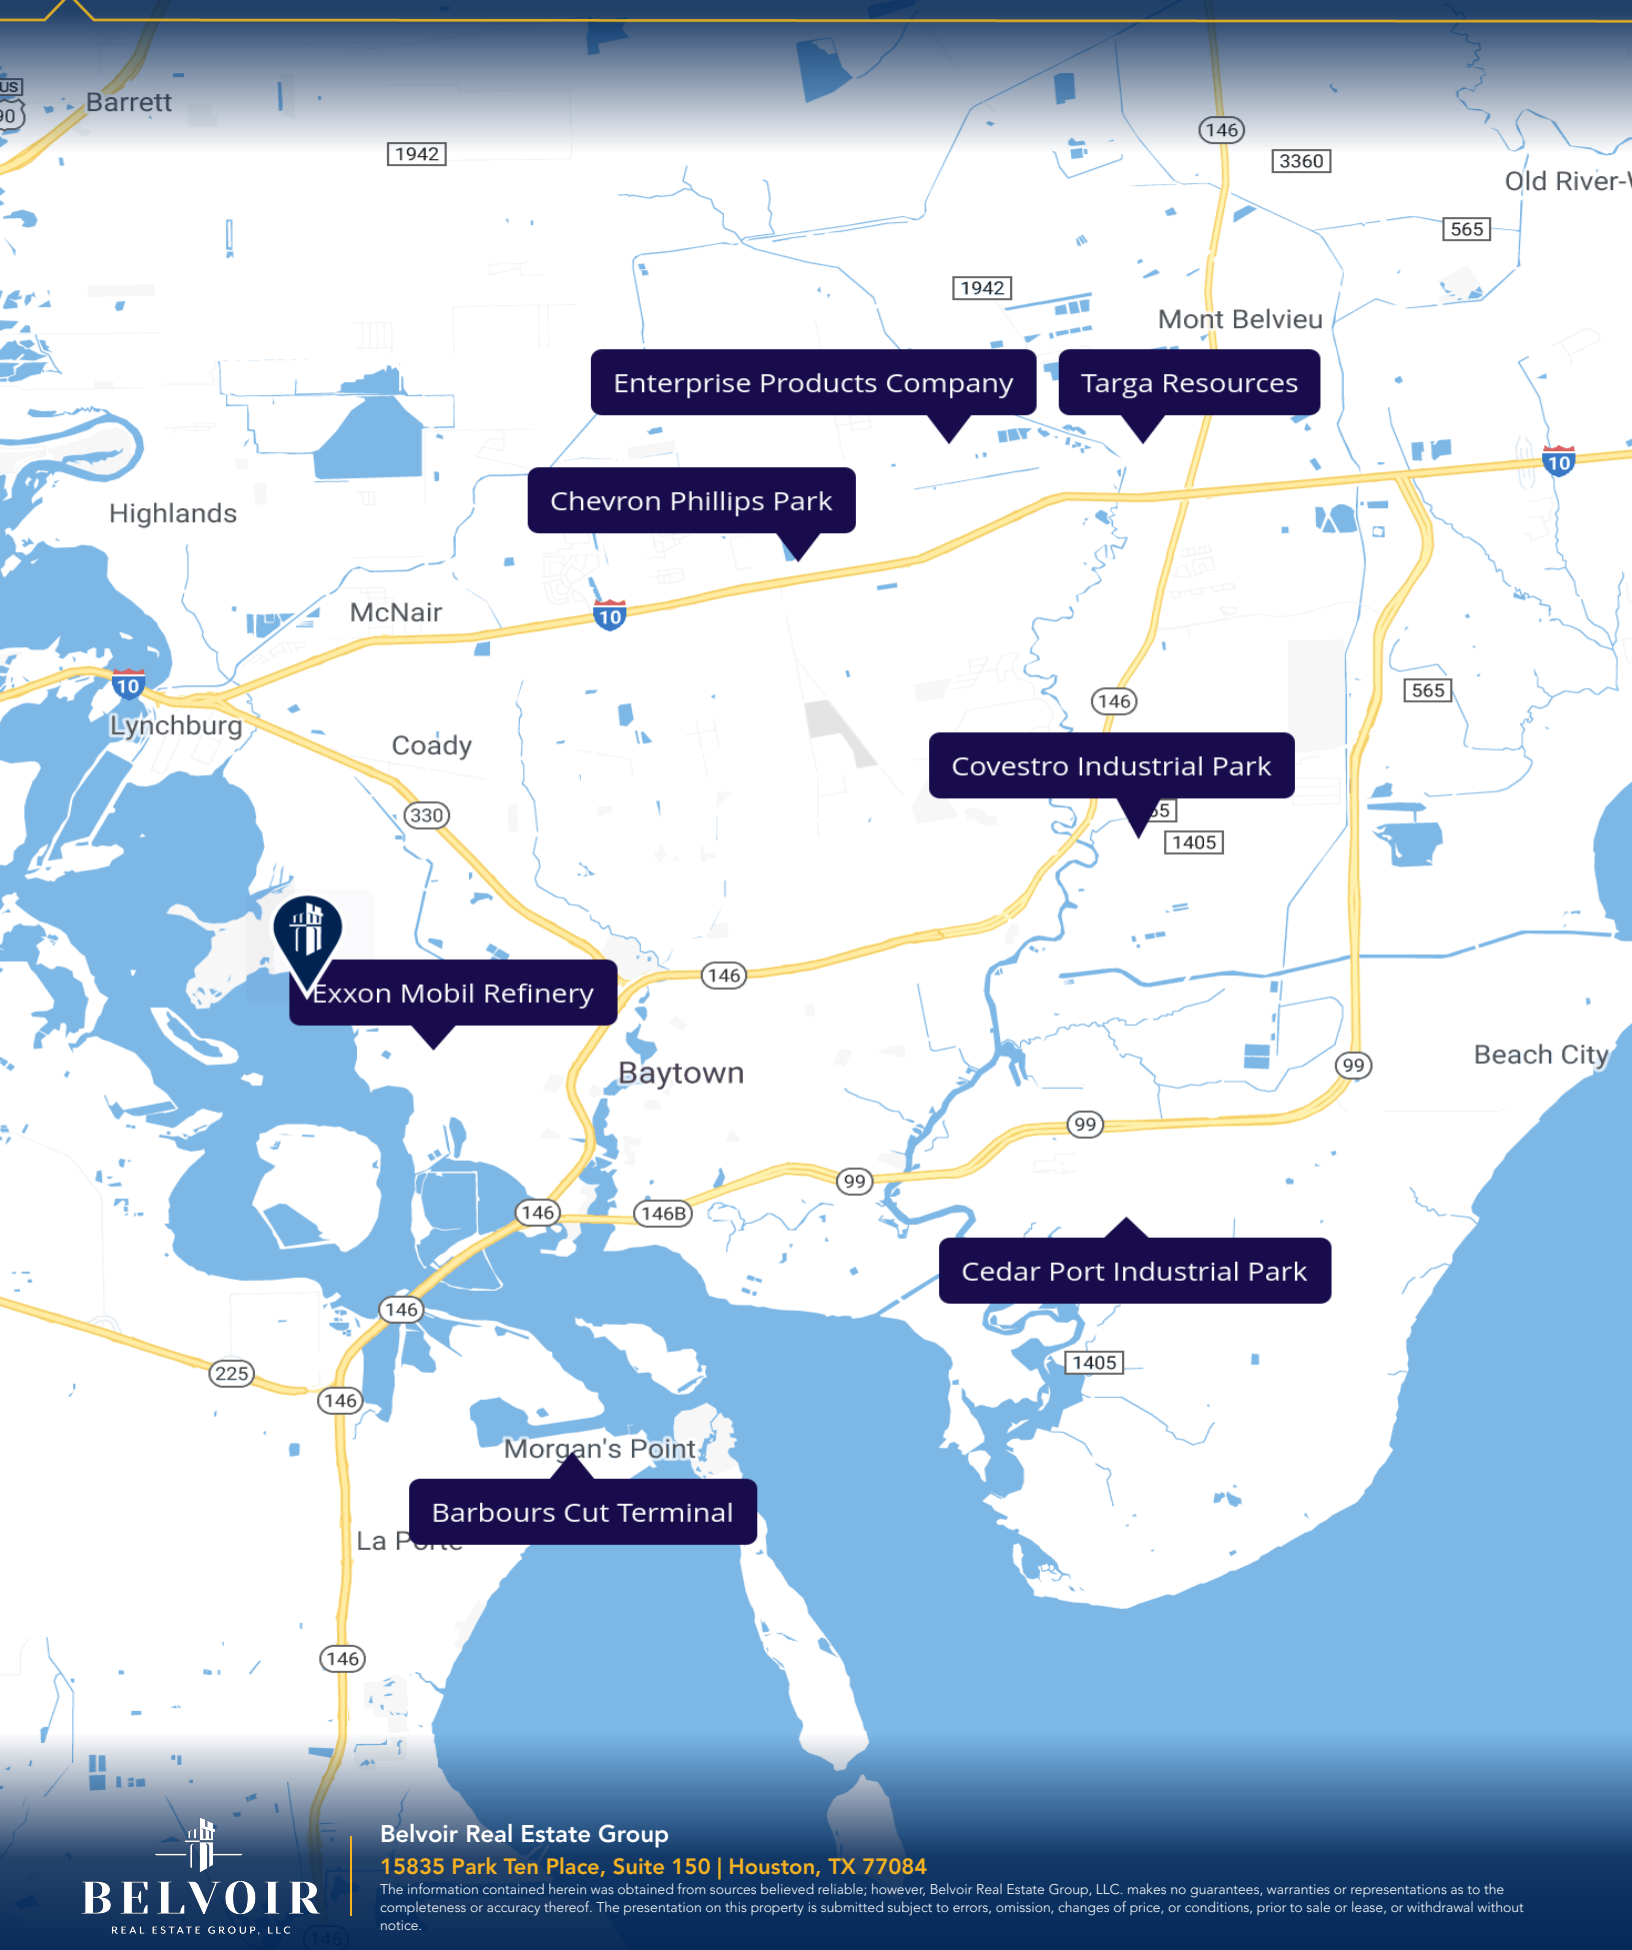 US
90
Barrett
1942
146
3360
Old River-W
565
1942
Mont Belvieu
Enterprise Products Company
Targa Resources
10
Chevron Phillips Park
Highlands
McNair
10
10
Lynchburg
565
146
Coady
Covestro Industrial Park
330
1405
Exxon Mobil Refinery
146
Baytown
Beach City
99
99
99
146
146B
Cedar Port Industrial Park
146
1405
225
146
Morgan's Point
Barbours Cut Terminal
La Porte
146
Belvoir Real Estate Group
15835 Park Ten Place, Suite 150 | Houston, TX 77084
The information contained herein was obtained from sources believed reliable; however, Belvoir Real Estate Group, LLC. makes no guarantees, warranties or representations as to the
completeness or accuracy thereof. The presentation on this property is submitted subject to errors, omission, changes of price, or conditions, prior to sale or lease, or withdrawal without
notice.
BELVOIR
REAL ESTATE GROUP, LLC
146